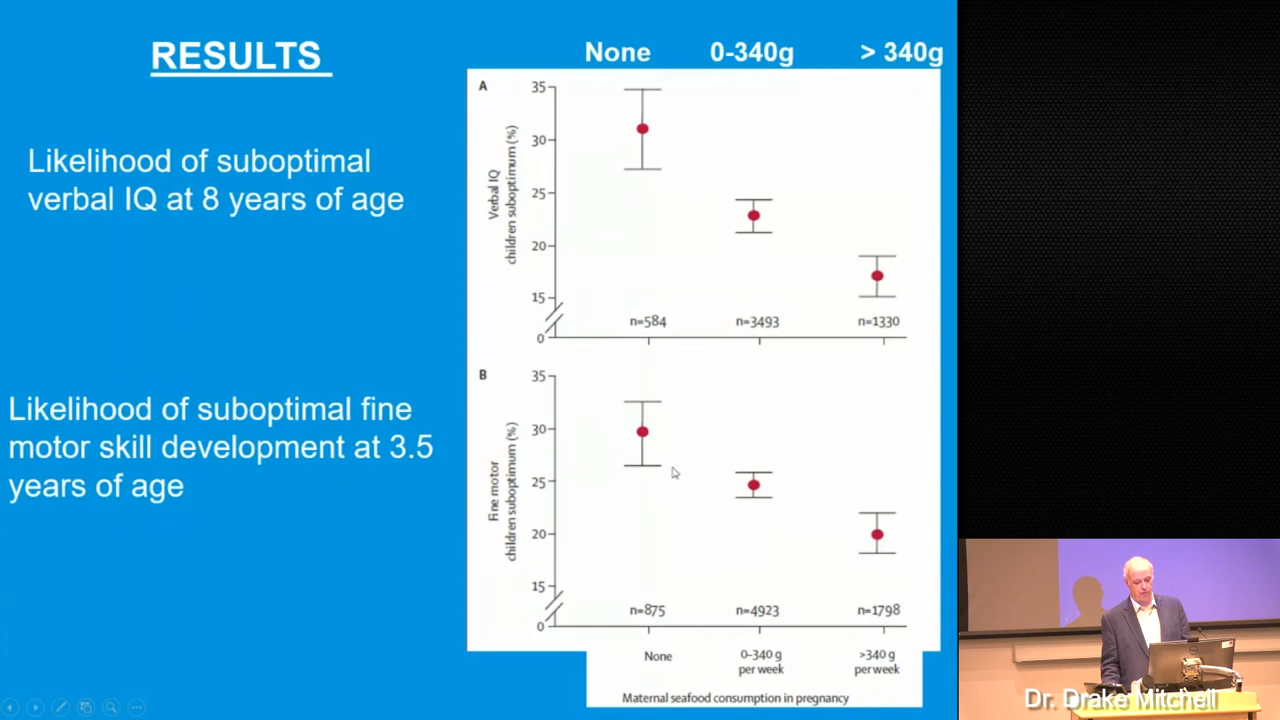 RESULTS
None 0-340g > 340g
Likelihood of suboptimal
verbal IQ at 8 years of age
A
Verbal IQ
children suboptimum (%)
35
30
25
20
15
0
n=584 n=3493 n=1330
Likelihood of suboptimal fine
motor skill development at 3.5
years of age
B
Fine motor
children suboptimum (%)
35
30
25
20
15
0
n=875 n=4923 n=1798
None 0–340 g per week >340 g per week
Maternal seafood consumption in pregnancy
Dr. Drake Mitchell